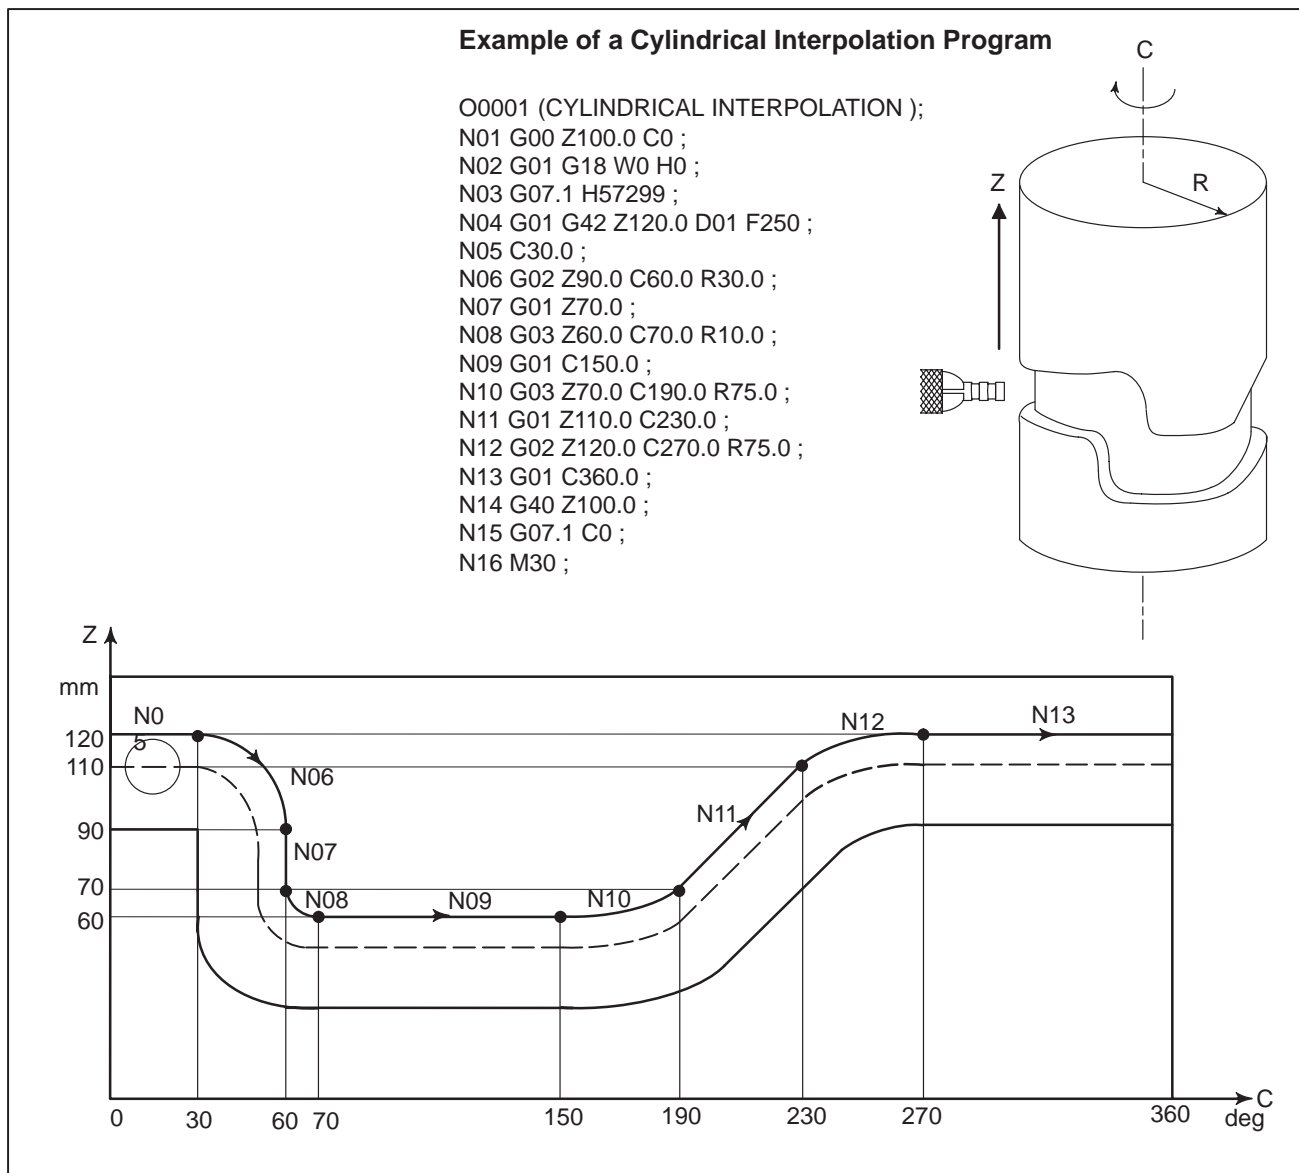 Example of a Cylindrical Interpolation Program
O0001 (CYLINDRICAL INTERPOLATION );
N01 G00 Z100.0 C0 ;
N02 G01 G18 W0 H0 ;
N03 G07.1 H57299 ;
N04 G01 G42 Z120.0 D01 F250 ;
N05 C30.0 ;
N06 G02 Z90.0 C60.0 R30.0 ;
N07 G01 Z70.0 ;
N08 G03 Z60.0 C70.0 R10.0 ;
N09 G01 C150.0 ;
N10 G03 Z70.0 C190.0 R75.0 ;
N11 G01 Z110.0 C230.0 ;
N12 G02 Z120.0 C270.0 R75.0 ;
N13 G01 C360.0 ;
N14 G40 Z100.0 ;
N15 G07.1 C0 ;
N16 M30 ;
C
Z
R
Z
mm
N0
5
N12
N13
120
110
N06
N11
90
N07
70
N08
N09
N10
60
0
30
60
70
150
190
230
270
360
C
deg